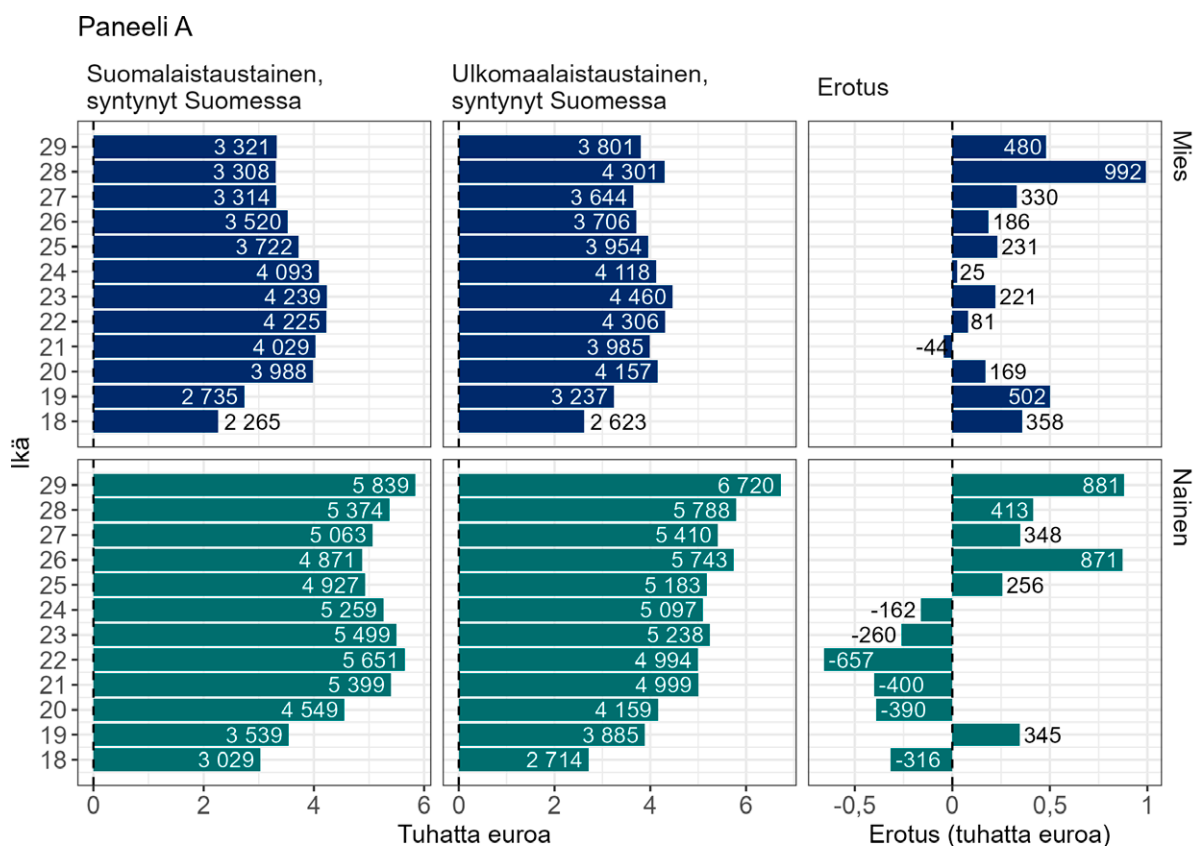 Paneeli A
Suomalaistaustainen,
syntynyt Suomessa
Ulkomaalaistaustainen,
syntynyt Suomessa
Erotus
Mies
29 3 321 3 801 480
28 3 308 4 301 992
27 3 314 3 644 330
26 3 520 3 706 186
25 3 722 3 954 231
24 4 093 4 118 25
23 4 239 4 460 221
22 4 225 4 306 81
21 4 029 3 985 -44
20 3 988 4 157 169
19 2 735 3 237 502
18 2 265 2 623 358
Ikä
Nainen
29 5 839 6 720 881
28 5 374 5 788 413
27 5 063 5 410 348
26 4 871 5 743 871
25 4 927 5 183 256
24 5 259 5 097 -162
23 5 499 5 238 -260
22 5 651 4 994 -657
21 5 399 4 999 -400
20 4 549 4 159 -390
19 3 539 3 885 345
18 3 029 2 714 -316
0 2 4 6 0 2 4 6 -0,5 0 0,5 1
Tuhatta euroa
Erotus (tuhatta euroa)